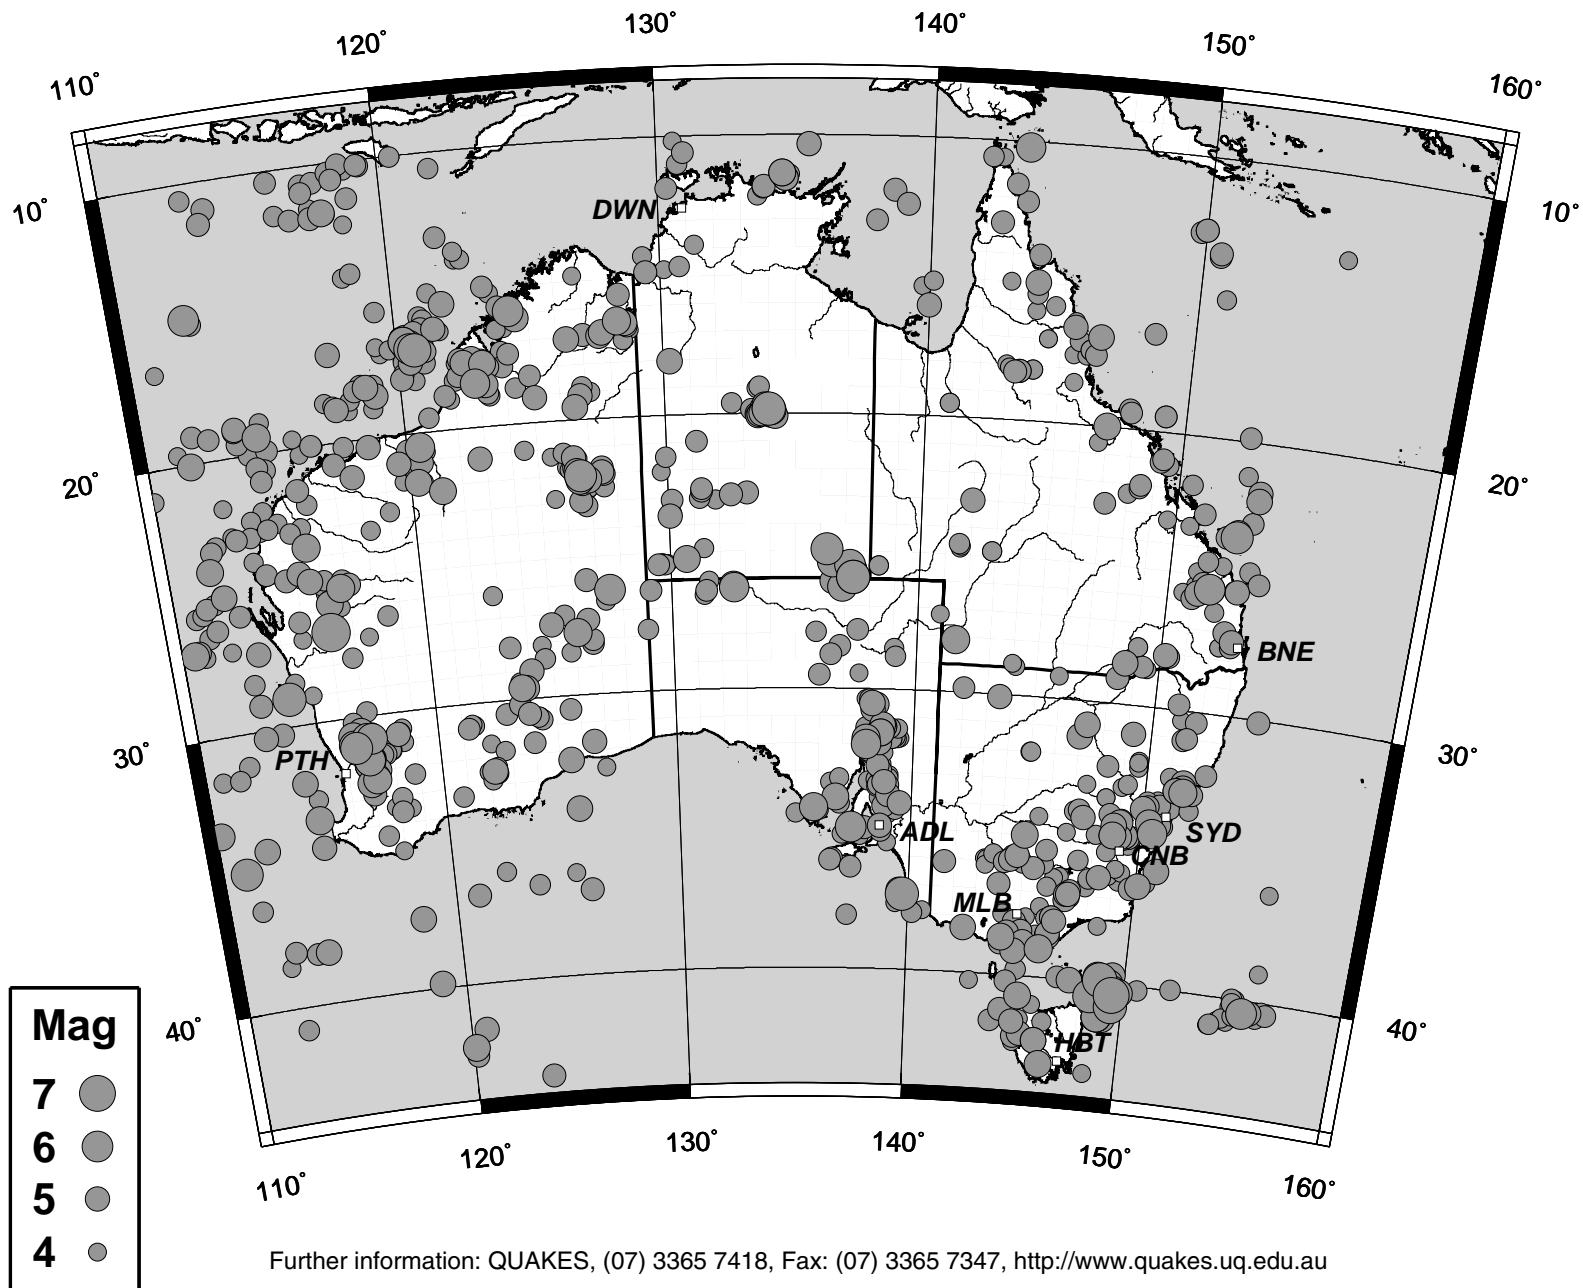 130°
140°
120°
150°
110°
160°
DWN
10°
10°
20°
20°
BNE
30°
PTH
30°
ADL
SYD
CNB
MLB
40°
40°
HBT
Mag
7
6
5
4
130°
140°
120°
150°
110°
160°
Further information: QUAKES, (07) 3365 7418, Fax: (07) 3365 7347, http://www.quakes.uq.edu.au